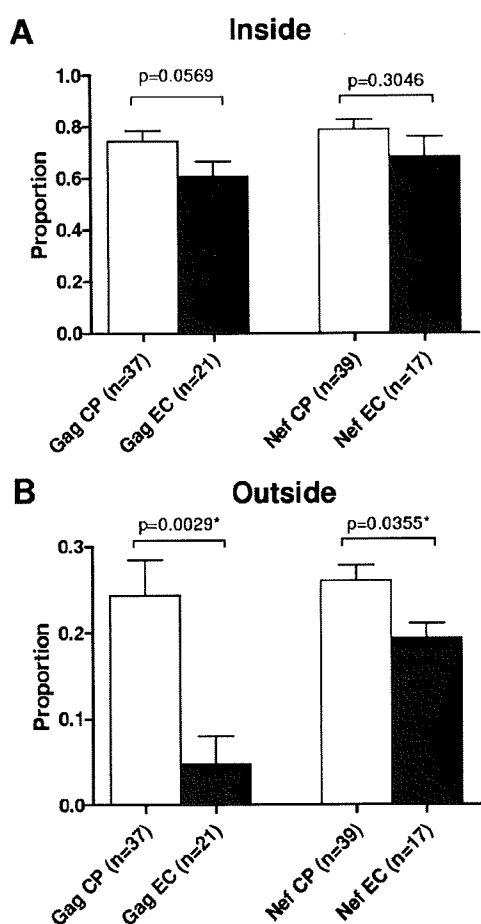 A
Inside
p=0.0569
p=0.3046
1.0
0.8
0.6
0.4
0.2
0.0
Proportion
Gag CP (n=37)
Gag EC (n=21)
Nef CP (n=39)
Nef EC (n=17)
B
Outside
p=0.0029*
p=0.0355*
0.3
0.2
0.1
0.0
Proportion
Gag CP (n=37)
Gag EC (n=21)
Nef CP (n=39)
Nef EC (n=17)